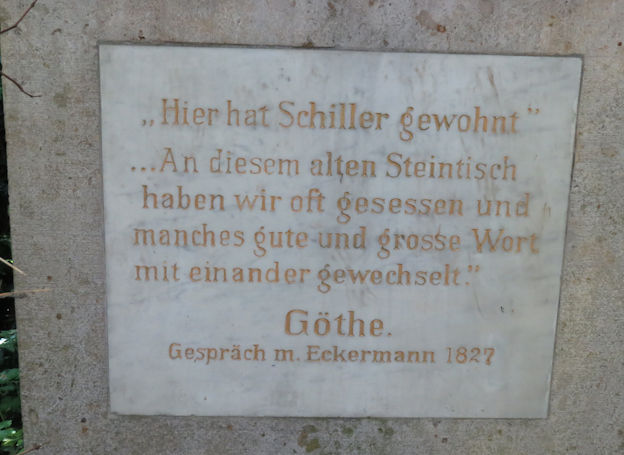 „Hier hat Schiller gewohnt”
...An diesem alten Steintisch
haben wir oft gesessen und
manches gute und grosse Wort
mit einander gewechselt.”
Göthe.
Gespräch m. Eckermann 1827